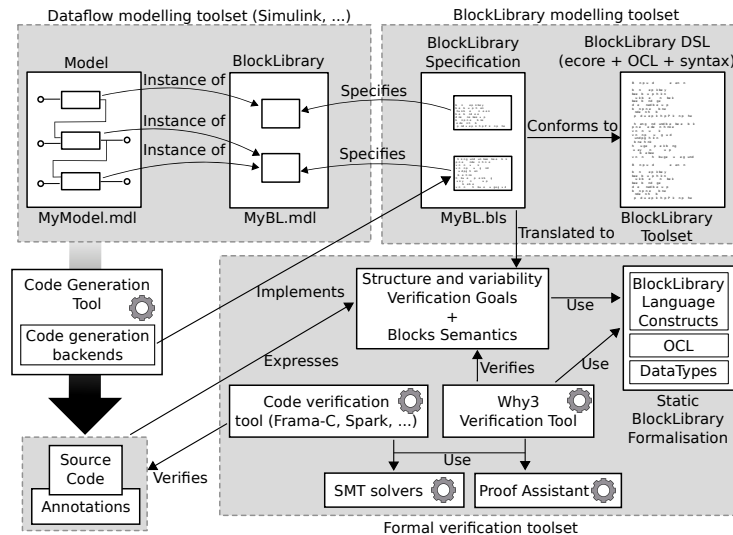 Dataflow modelling toolset (Simulink, ...)
BlockLibrary modelling toolset
Model
BlockLibrary
BlockLibrary
Specification
BlockLibrary DSL
(ecore + OCL + syntax)
Instance of
Instance of
Instance of
Specifies
Specifies
Conforms to
MyModel.mdl
MyBL.mdl
MyBL.bls
BlockLibrary
Toolset
Translated to
Code Generation
Tool
Code generation
backends
Implements
Expresses
Structure and variability
Verification Goals
+
Blocks Semantics
Use
BlockLibrary
Language
Constructs
OCL
DataTypes
Static
BlockLibrary
Formalisation
Verifies
Use
Code verification
tool (Frama-C, Spark, ...)
Why3
Verification Tool
Use
Source
Code
Annotations
Verifies
SMT solvers
Proof Assistant
Formal verification toolset